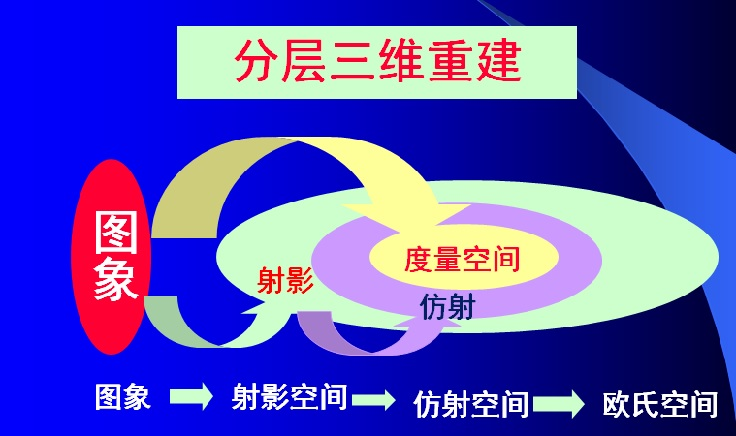 分层三维重建
图象
度量空间
射影
仿射
图象 射影空间 仿射空间 欧氏空间